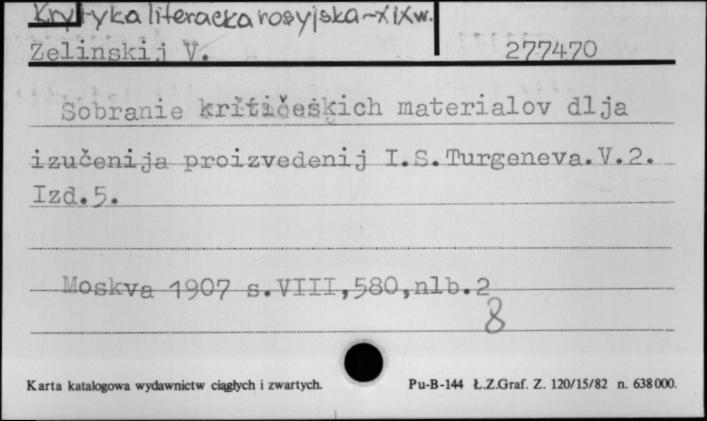 Krytyka literacka rosyjska-XIXw.
Zelinskij V. 277470
Sobranie kritičeskich materialov dlja
izučenija proizvedenij I.S.Turgeneva.V.2.
Izd.5.
Moskva 1907 s.VIII,580,nlb.2
8
Karta katalogowa wydawnictw ciągłych i zwartych. Pu-B-144 Ł.Z.Graf. Z. 120/15/82 n. 638000.